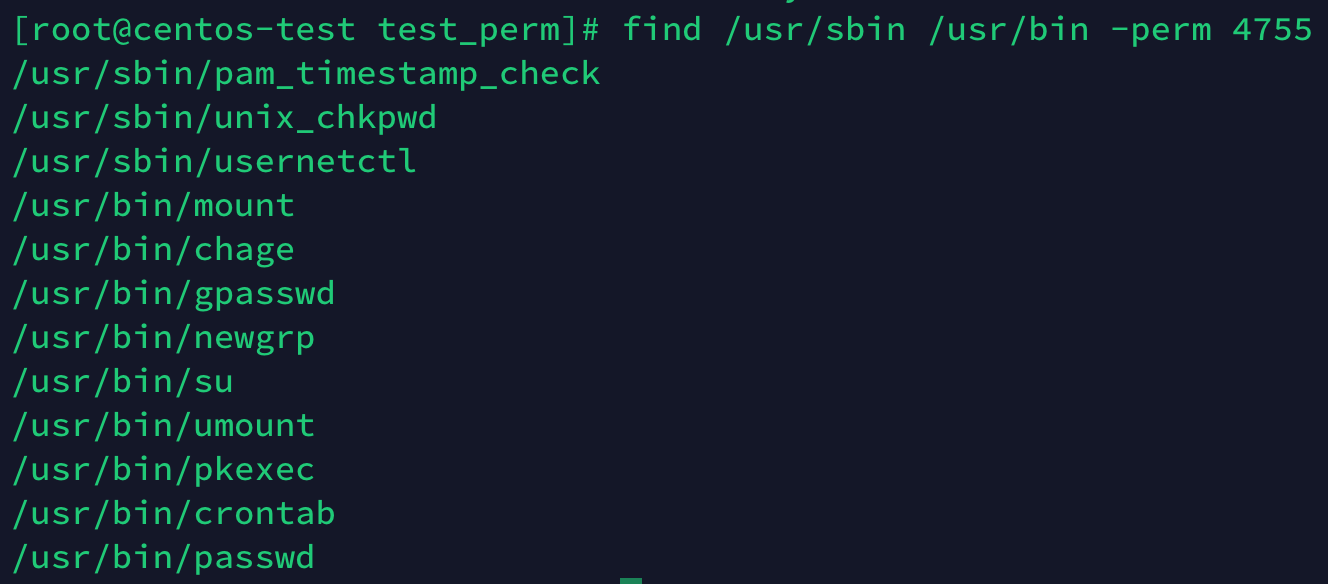 [root@centos-test test_perm]# find /usr/sbin /usr/bin -perm 4755
/usr/sbin/pam_timestamp_check
/usr/sbin/unix_chkpwd
/usr/sbin/usernetctl
/usr/bin/mount
/usr/bin/chage
/usr/bin/gpasswd
/usr/bin/newgrp
/usr/bin/su
/usr/bin/umount
/usr/bin/pkexec
/usr/bin/crontab
/usr/bin/passwd